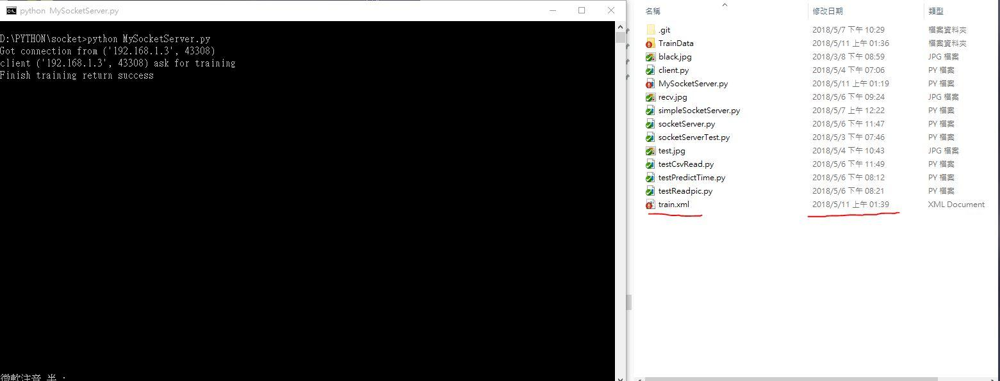 python  MySocketServer.py
D:\PYTHON\socket>python MySocketServer.py
Got connection from ('192.168.1.3', 43308)
client ('192.168.1.3', 43308) ask for training
Finish training return success
微軟注音 半 :
名稱 修改日期 類型
.git 2018/5/7 下午 10:29 檔案資料夾
TrainData 2018/5/11 上午 01:36 檔案資料夾
black.jpg 2018/3/8 下午 08:59 JPG 檔案
client.py 2018/5/4 下午 07:06 PY 檔案
MySocketServer.py 2018/5/11 上午 01:19 PY 檔案
recv.jpg 2018/5/6 下午 09:24 JPG 檔案
simpleSocketServer.py 2018/5/7 上午 12:22 PY 檔案
socketServer.py 2018/5/6 下午 11:47 PY 檔案
socketServerTest.py 2018/5/3 下午 07:46 PY 檔案
test.jpg 2018/5/4 下午 10:43 JPG 檔案
testCsvRead.py 2018/5/6 下午 11:49 PY 檔案
testPredictTime.py 2018/5/6 下午 08:12 PY 檔案
testReadpic.py 2018/5/6 下午 08:21 PY 檔案
train.xml 2018/5/11 上午 01:39 XML Document